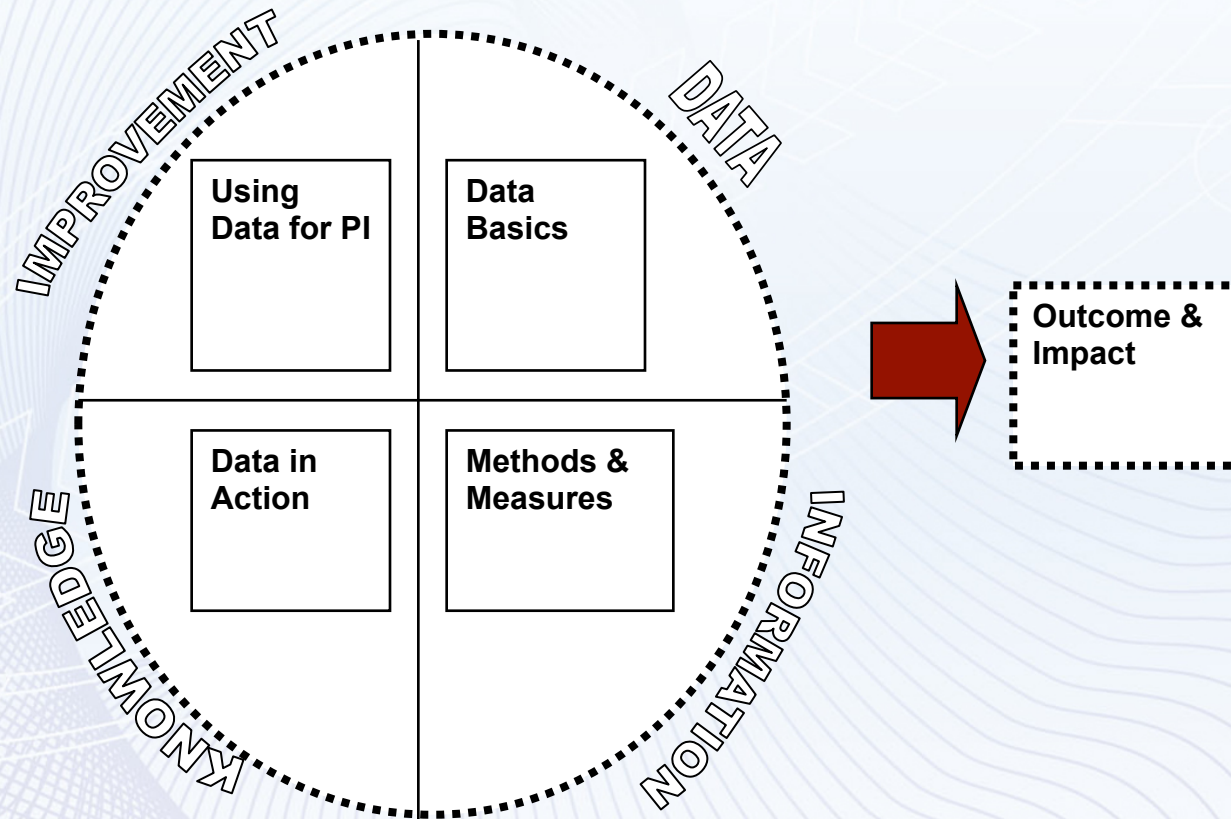 IMPROVEMENT
DATA
Using
Data for PI
Data
Basics
Outcome &
Impact
Data in
Action
Methods &
Measures
KNOWLEDGE
INFORMATION